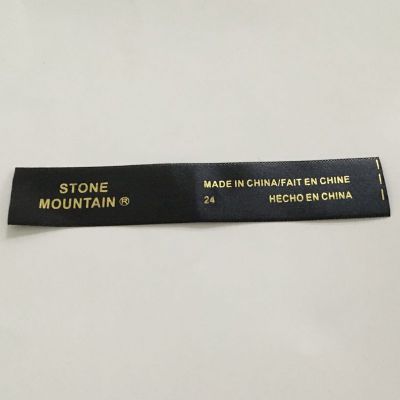 STONE
MOUNTAIN ®
MADE IN CHINA/FAIT EN CHINE
24 HECHO EN CHINA